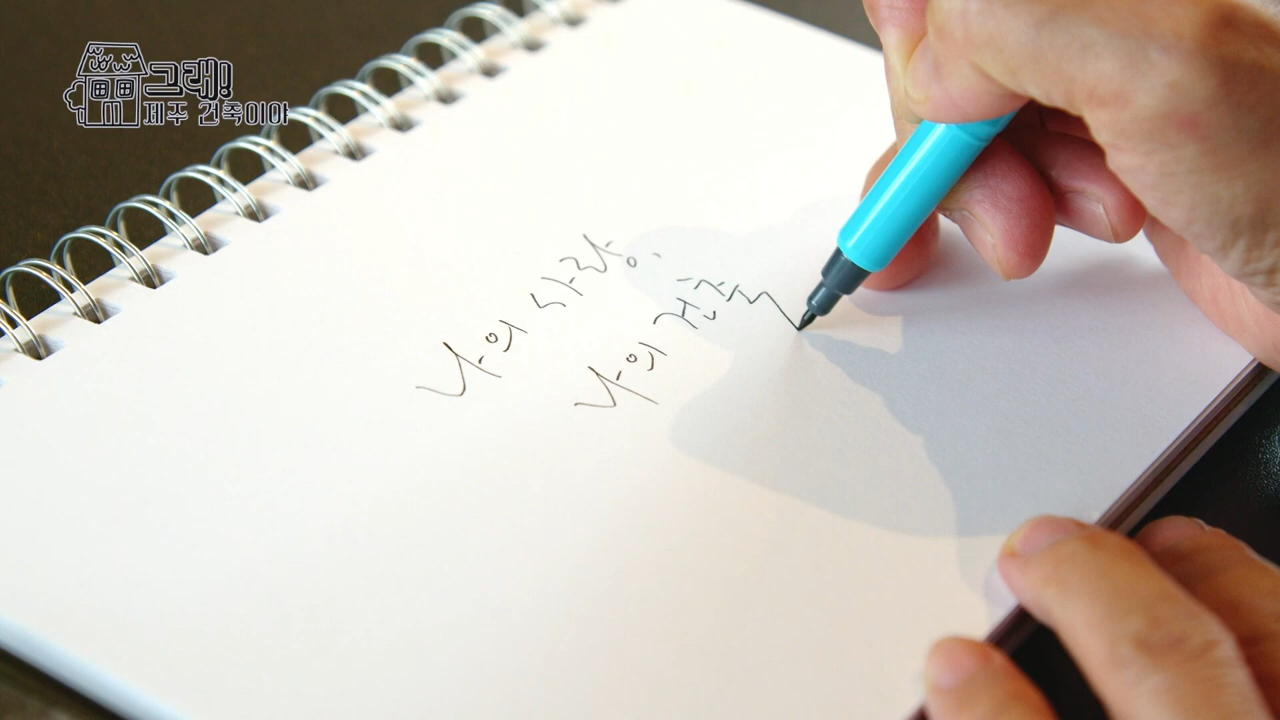 그래!
제주 건축이야
나의 사랑.
나의 건축